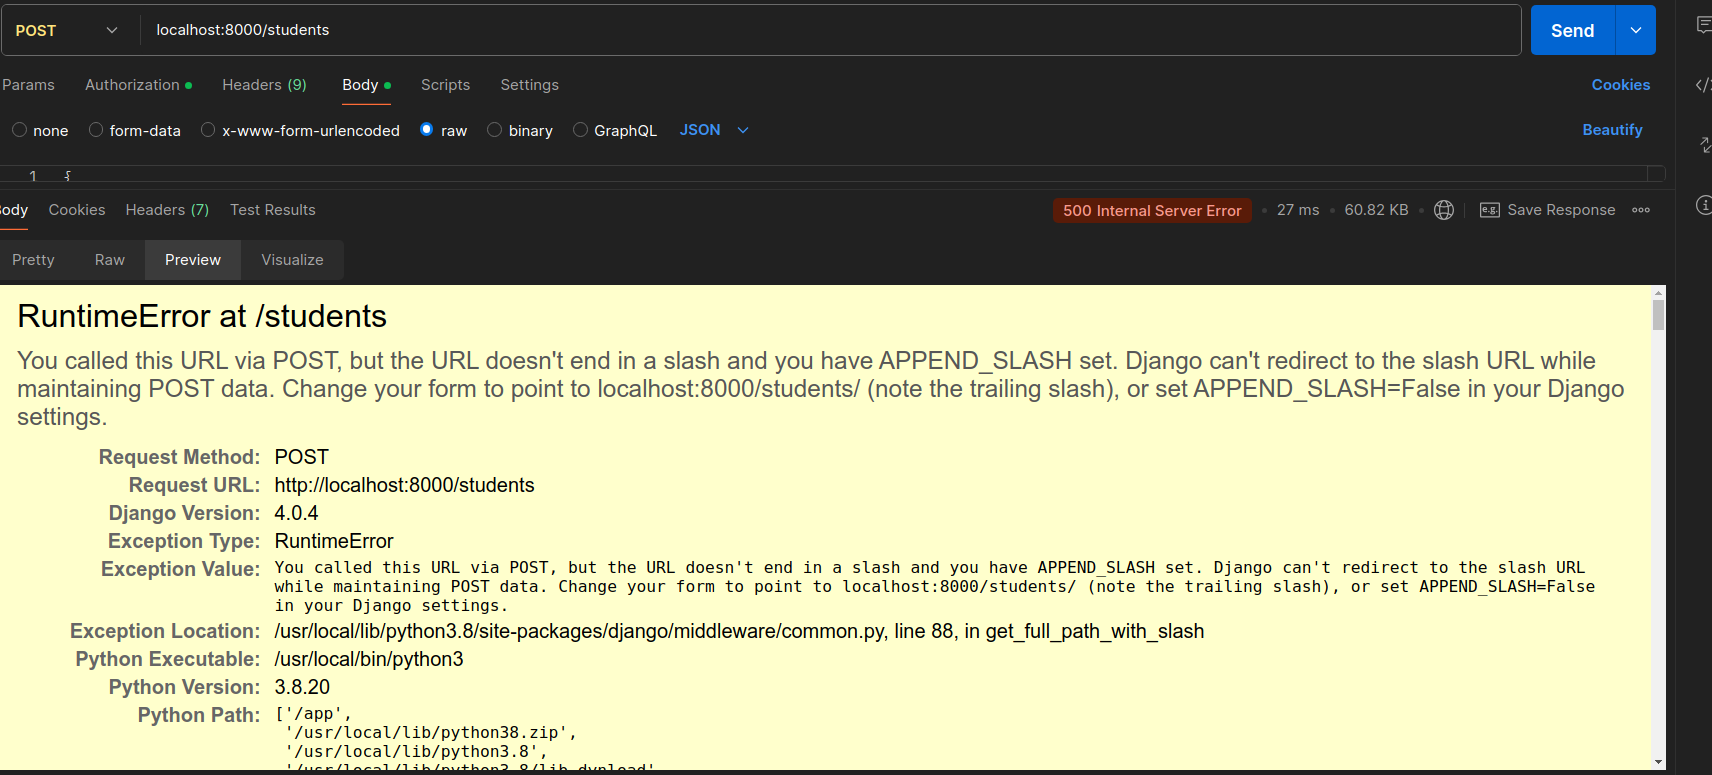 POST localhost:8000/students Send
Params Authorization Headers (9) Body Scripts Settings Cookies
none form-data x-www-form-urlencoded raw binary GraphQL JSON Beautify
1 {
Body Cookies Headers (7) Test Results 500 Internal Server Error 27 ms 60.82 KB e.g. Save Response
Pretty Raw Preview Visualize
RuntimeError at /students
You called this URL via POST, but the URL doesn't end in a slash and you have APPEND_SLASH set. Django can't redirect to the slash URL while
maintaining POST data. Change your form to point to localhost:8000/students/ (note the trailing slash), or set APPEND_SLASH=False in your Django
settings.
Request Method: POST
Request URL: http://localhost:8000/students
Django Version: 4.0.4
Exception Type: RuntimeError
Exception Value: You called this URL via POST, but the URL doesn't end in a slash and you have APPEND_SLASH set. Django can't redirect to the slash URL
while maintaining POST data. Change your form to point to localhost:8000/students/ (note the trailing slash), or set APPEND_SLASH=False
in your Django settings.
Exception Location: /usr/local/lib/python3.8/site-packages/django/middleware/common.py, line 88, in get_full_path_with_slash
Python Executable: /usr/local/bin/python3
Python Version: 3.8.20
Python Path: ['/app',
'/usr/local/lib/python38.zip',
'/usr/local/lib/python3.8',
'/usr/local/lib/python3.8/lib-dynload',